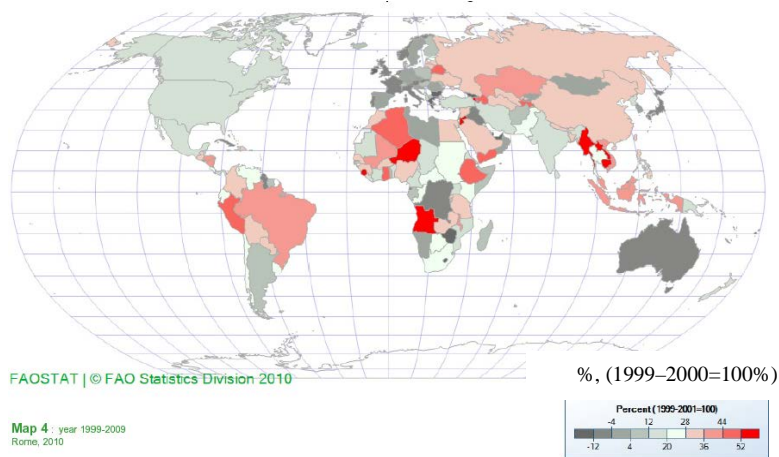 FAOSTAT | © FAO Statistics Division 2010
%, (1999–2000=100%)
Map 4 : year 1999-2009
Rome, 2010
Percent (1999-2001=100)
-4 12 28 44
-12 4 20 36 52